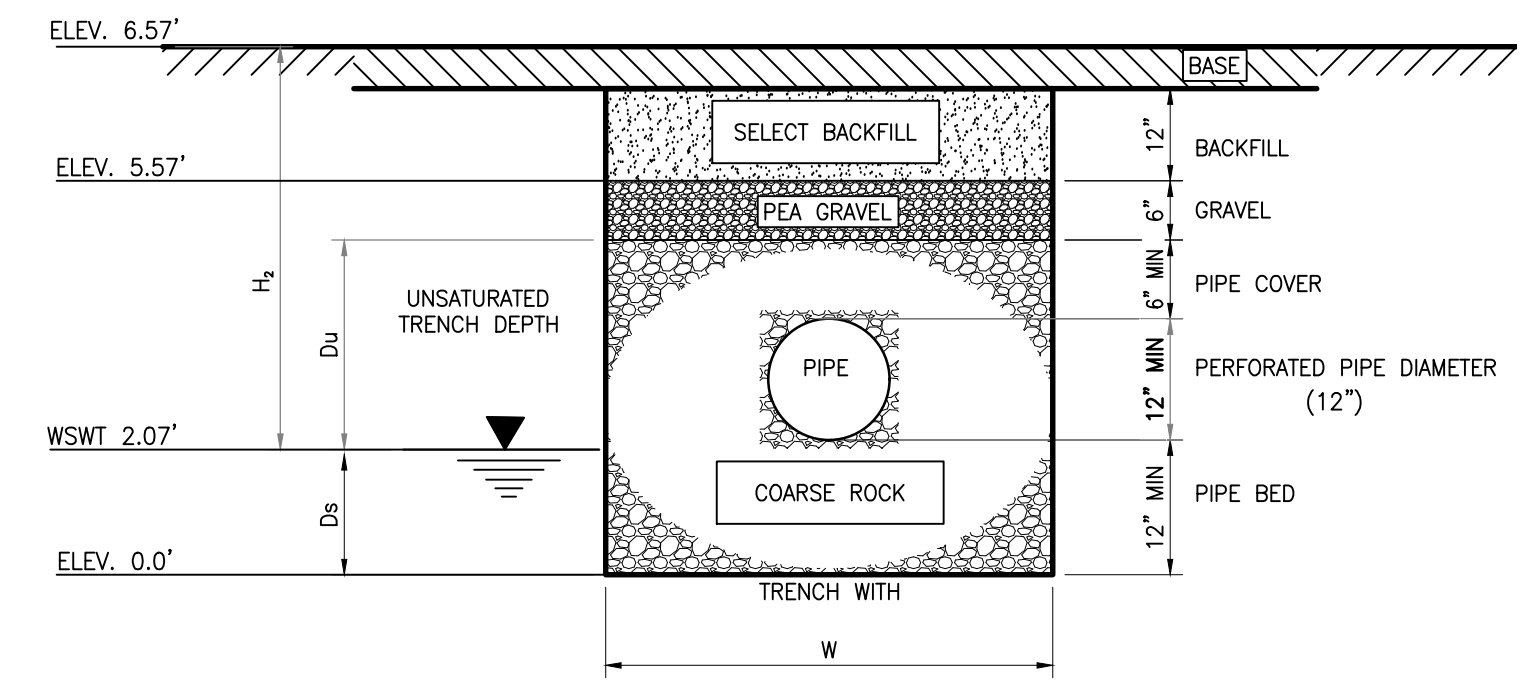 ELEV. 6.57'
BASE
SELECT BACKFILL
12"
BACKFILL
ELEV. 5.57'
PEA GRAVEL
6"
GRAVEL
H₂
Du
UNSATURATED
TRENCH DEPTH
6" MIN
PIPE COVER
PIPE
12" MIN
PERFORATED PIPE DIAMETER
(12")
WSWT 2.07'
Ds
COARSE ROCK
12" MIN
PIPE BED
ELEV. 0.0'
TRENCH WITH
W